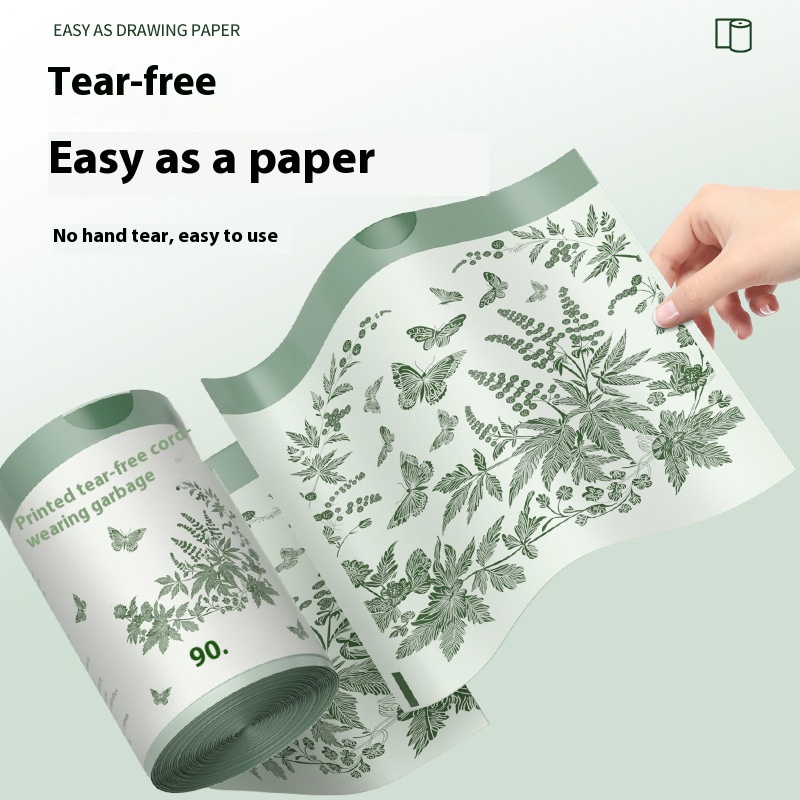 EASY AS DRAWING PAPER
Tear-free
Easy as a paper
No hand tear, easy to use
Printed tear-free cord-
wearing garbage
90.